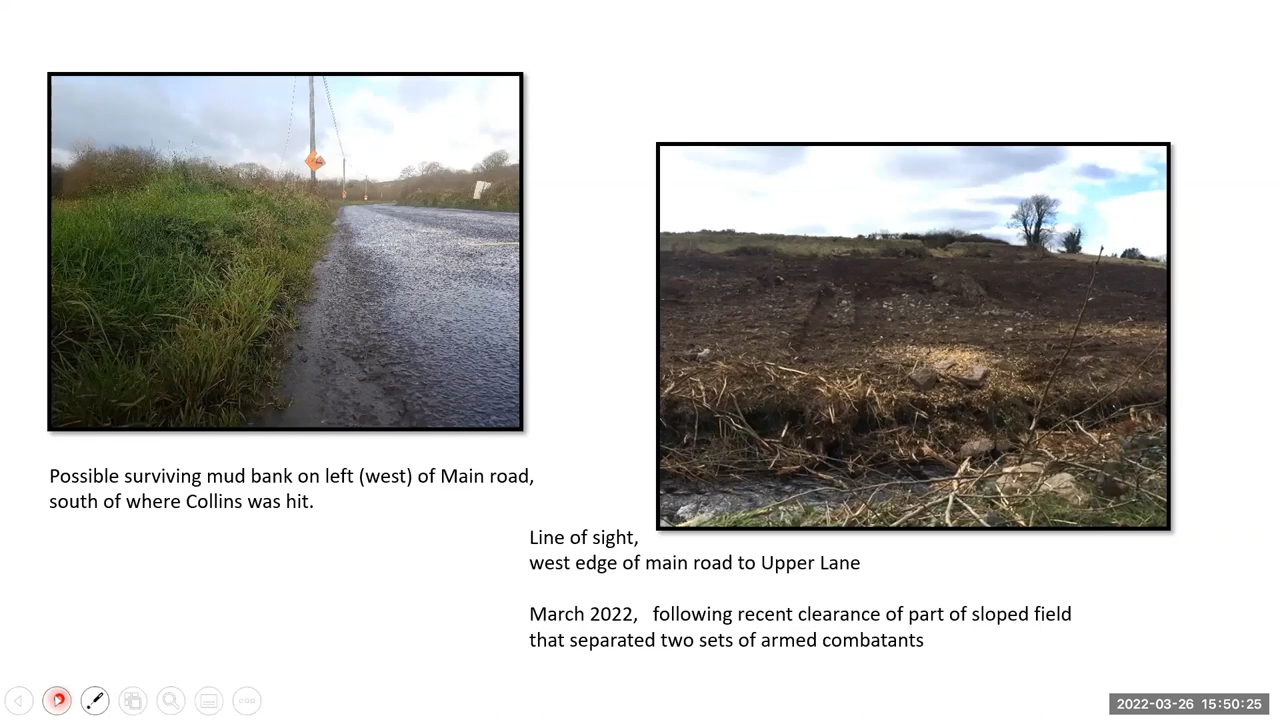 Possible surviving mud bank on left (west) of Main road,
south of where Collins was hit.
Line of sight,
west edge of main road to Upper Lane
March 2022, following recent clearance of part of sloped field
that separated two sets of armed combatants
2022-03-26 15:50:25